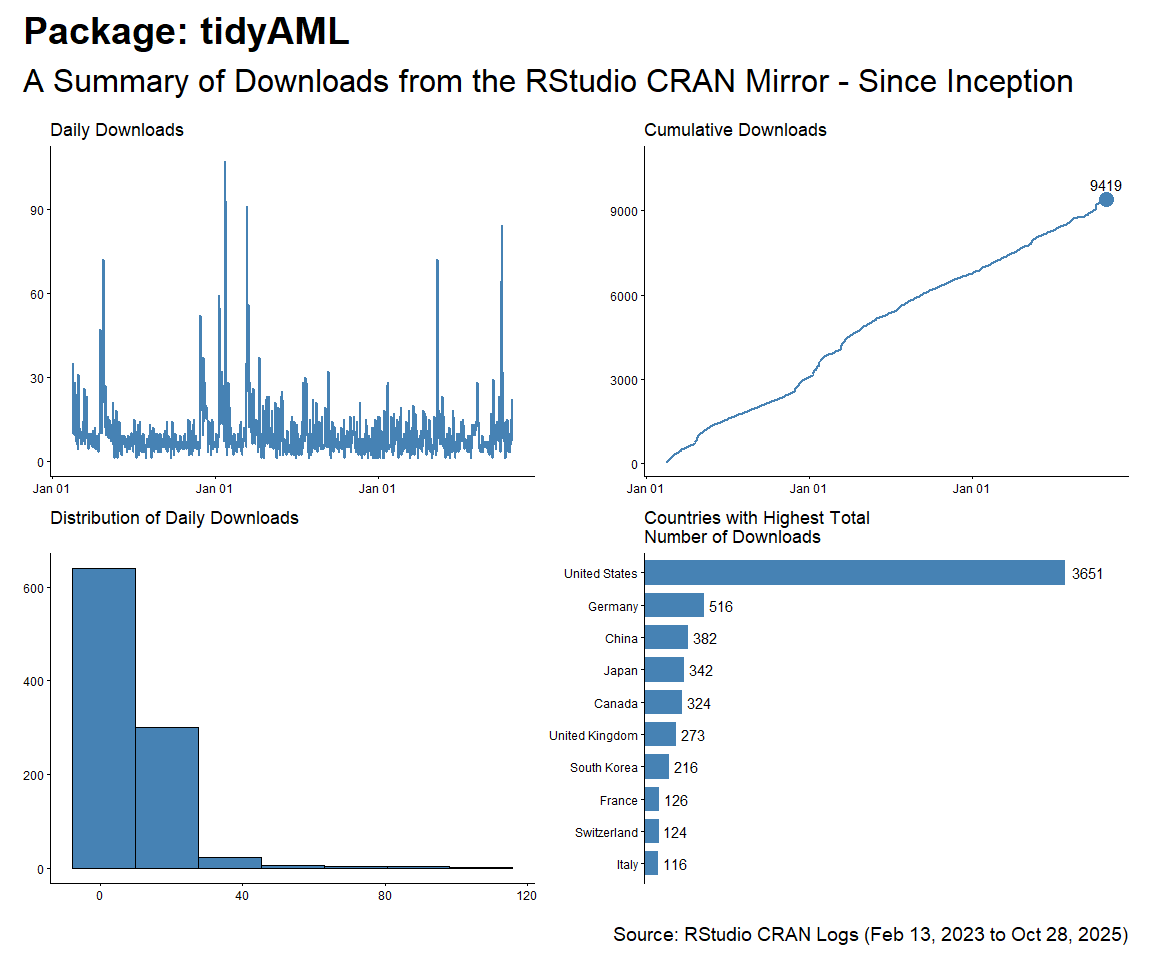 Package: tidyAML
A Summary of Downloads from the RStudio CRAN Mirror - Since Inception
Daily Downloads
90
60
30
0
Jan 01
Jan 01
Jan 01
Cumulative Downloads
9419
9000
6000
3000
0
Jan 01
Jan 01
Jan 01
Distribution of Daily Downloads
600
400
200
0
0
40
80
120
Countries with Highest Total
Number of Downloads
United States 3651
Germany 516
China 382
Japan 342
Canada 324
United Kingdom 273
South Korea 216
France 126
Switzerland 124
Italy 116
Source: RStudio CRAN Logs (Feb 13, 2023 to Oct 28, 2025)